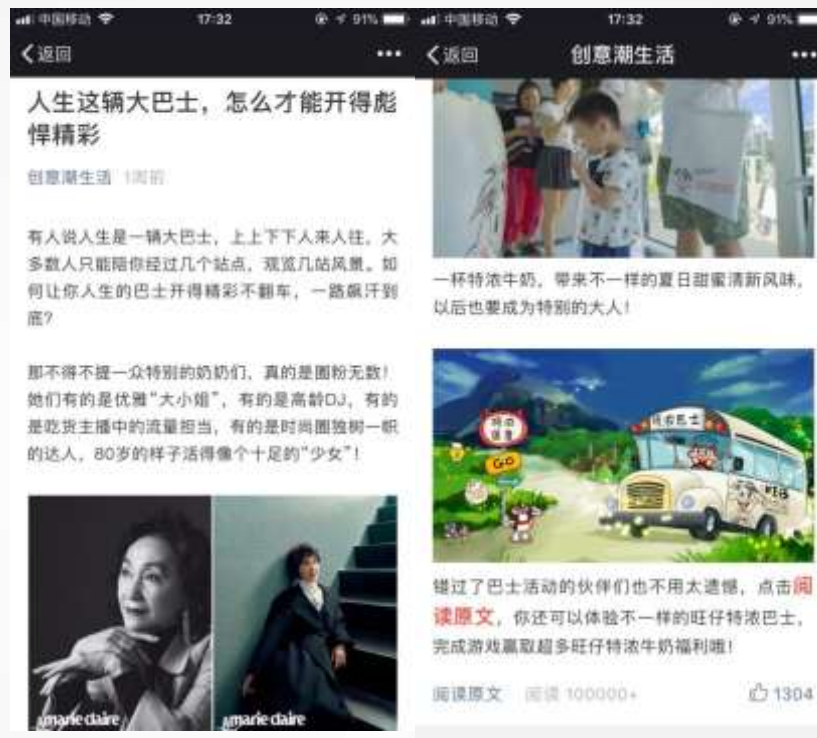 中国移动 17:32 91%
返回
人生这辆大巴士，怎么才能开得彪
悍精彩
创意潮生活 1周前
有人说人生是一辆大巴士，上上下下人来人往，大
多数人只能陪你经过几个站点，观览几站风景。如
何让你人生的巴士开得精彩不翻车，一路飙汗到
底？
那不得不提一众特别的奶奶们，真的是圈粉无数！
她们有的是优雅“大小姐”，有的是高龄DJ，有的
是吃货主播中的流量担当，有的是时尚圈独树一帜
的达人，80岁的样子活得像个十足的“少女”！
marie claire
marie claire
中国移动 17:32 91%
返回 创意潮生活
一杯特浓牛奶，带来不一样的夏日甜蜜清新风味，
以后也要成为特别的大人！
特浓巴士
GO
错过了巴士活动的伙伴们也不用太遗憾，点击阅
读原文，你还可以体验不一样的旺仔特浓巴士，
完成游戏赢取超多旺仔特浓牛奶福利哦！
阅读原文 阅读 100000+ 1304